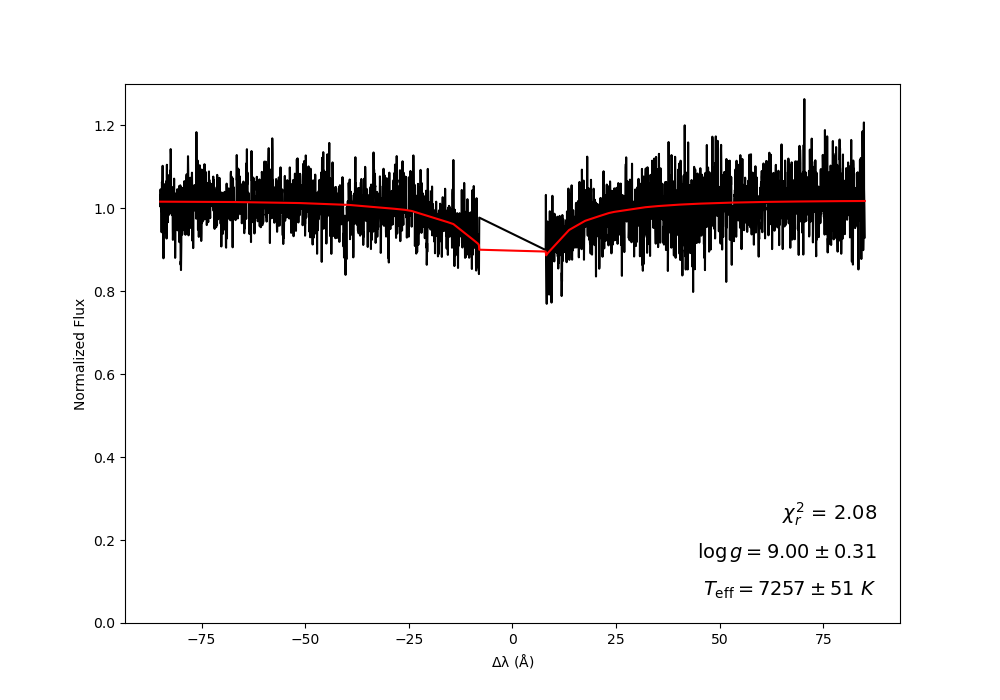 1.2
1.0
0.8
0.6
0.4
0.2
0.0
Normalized Flux
χ²ᵣ = 2.08
log g = 9.00 ± 0.31
T_eff = 7257 ± 51 K
−75 −50 −25 0 25 50 75
Δλ (Å)